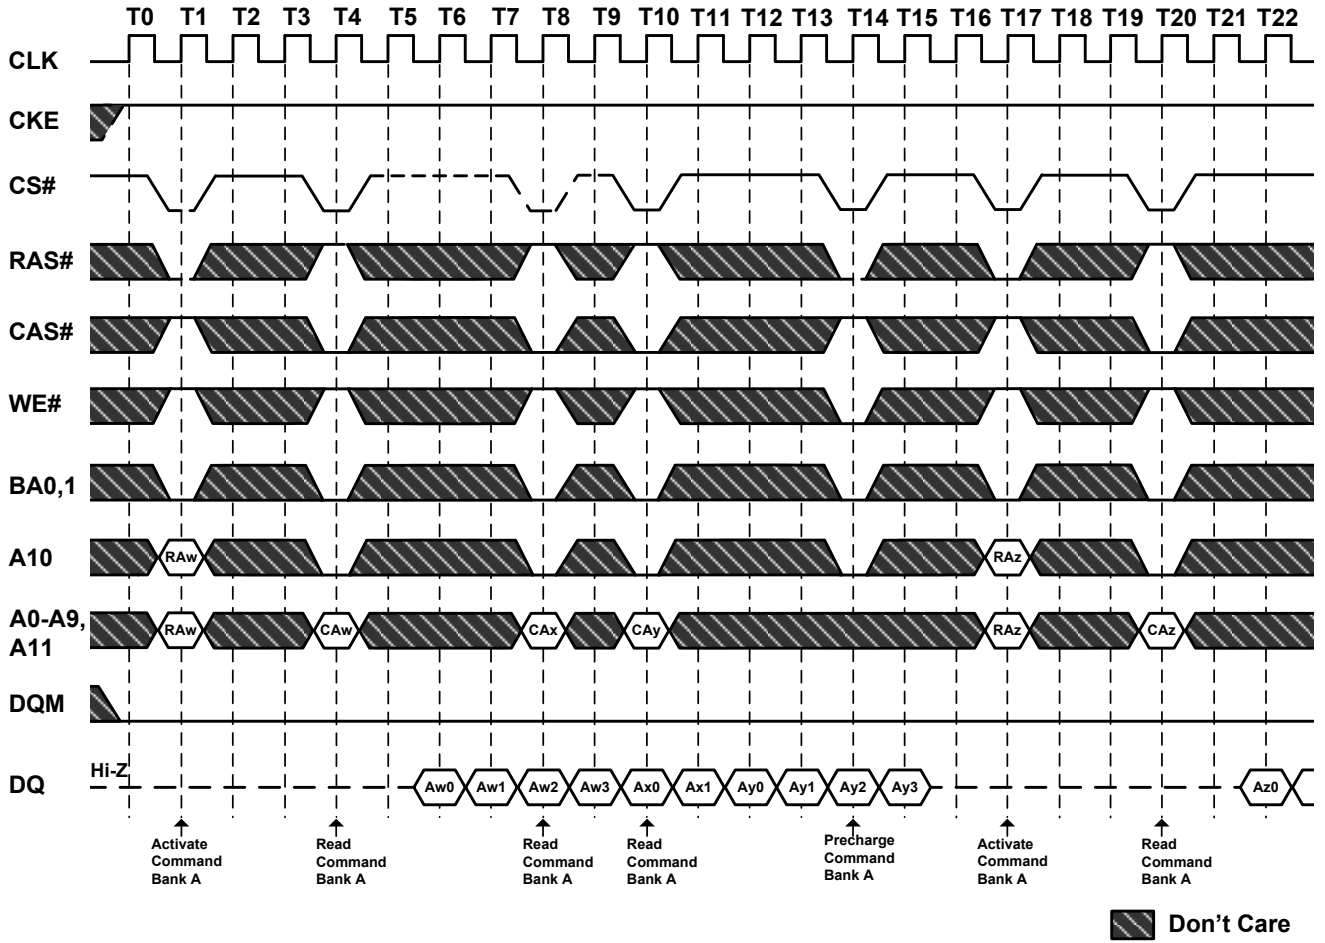 T0 T1 T2 T3 T4 T5 T6 T7 T8 T9 T10 T11 T12 T13 T14 T15 T16 T17 T18 T19 T20 T21 T22
CLK
CKE
CS#
RAS#
CAS#
WE#
BA0,1
A10 RAw RAz
A0-A9,
A11
RAw CAw CAx CAy RAz CAz
DQM
Hi-Z
DQ Aw0 Aw1 Aw2 Aw3 Ax0 Ax1 Ay0 Ay1 Ay2 Ay3 Az0
Activate
Command
Bank A
Read
Command
Bank A
Read
Command
Bank A
Read
Command
Bank A
Precharge
Command
Bank A
Activate
Command
Bank A
Read
Command
Bank A
Don't Care